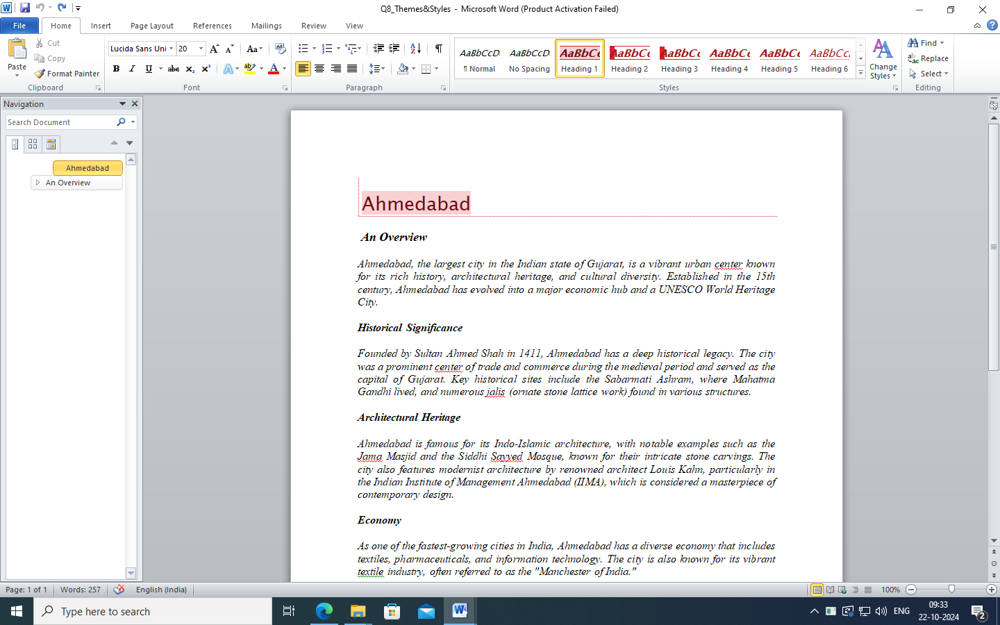 Q8_Themes&Styles - Microsoft Word (Product Activation Failed)
File Home Insert Page Layout References Mailings Review View
Paste
Cut
Copy
Format Painter
Clipboard
Lucida Sans Uni 20
Font
Paragraph
AaBbCcD AaBbCcD AaBbCc AaBbCc AaBbCc AaBbCc AaBbCc AaBbCc
¶ Normal No Spacing Heading 1 Heading 2 Heading 3 Heading 4 Heading 5 Heading 6
Styles
Change
Styles
Find
Replace
Select
Editing
Navigation
Search Document
Ahmedabad
An Overview
Ahmedabad
An Overview
Ahmedabad, the largest city in the Indian state of Gujarat, is a vibrant urban center known
for its rich history, architectural heritage, and cultural diversity. Established in the 15th
century, Ahmedabad has evolved into a major economic hub and a UNESCO World Heritage
City.
Historical Significance
Founded by Sultan Ahmed Shah in 1411, Ahmedabad has a deep historical legacy. The city
was a prominent center of trade and commerce during the medieval period and served as the
capital of Gujarat. Key historical sites include the Sabarmati Ashram, where Mahatma
Gandhi lived, and numerous jalis (ornate stone lattice work) found in various structures.
Architectural Heritage
Ahmedabad is famous for its Indo-Islamic architecture, with notable examples such as the
Jama Masjid and the Siddhi Sayyed Mosque, known for their intricate stone carvings. The
city also features modernist architecture by renowned architect Louis Kahn, particularly in
the Indian Institute of Management Ahmedabad (IIMA), which is considered a masterpiece of
contemporary design.
Economy
As one of the fastest-growing cities in India, Ahmedabad has a diverse economy that includes
textiles, pharmaceuticals, and information technology. The city is also known for its vibrant
textile industry, often referred to as the "Manchester of India."
Page: 1 of 1 Words: 257 English (India) 100%
Type here to search
ENG
09:33
22-10-2024
2